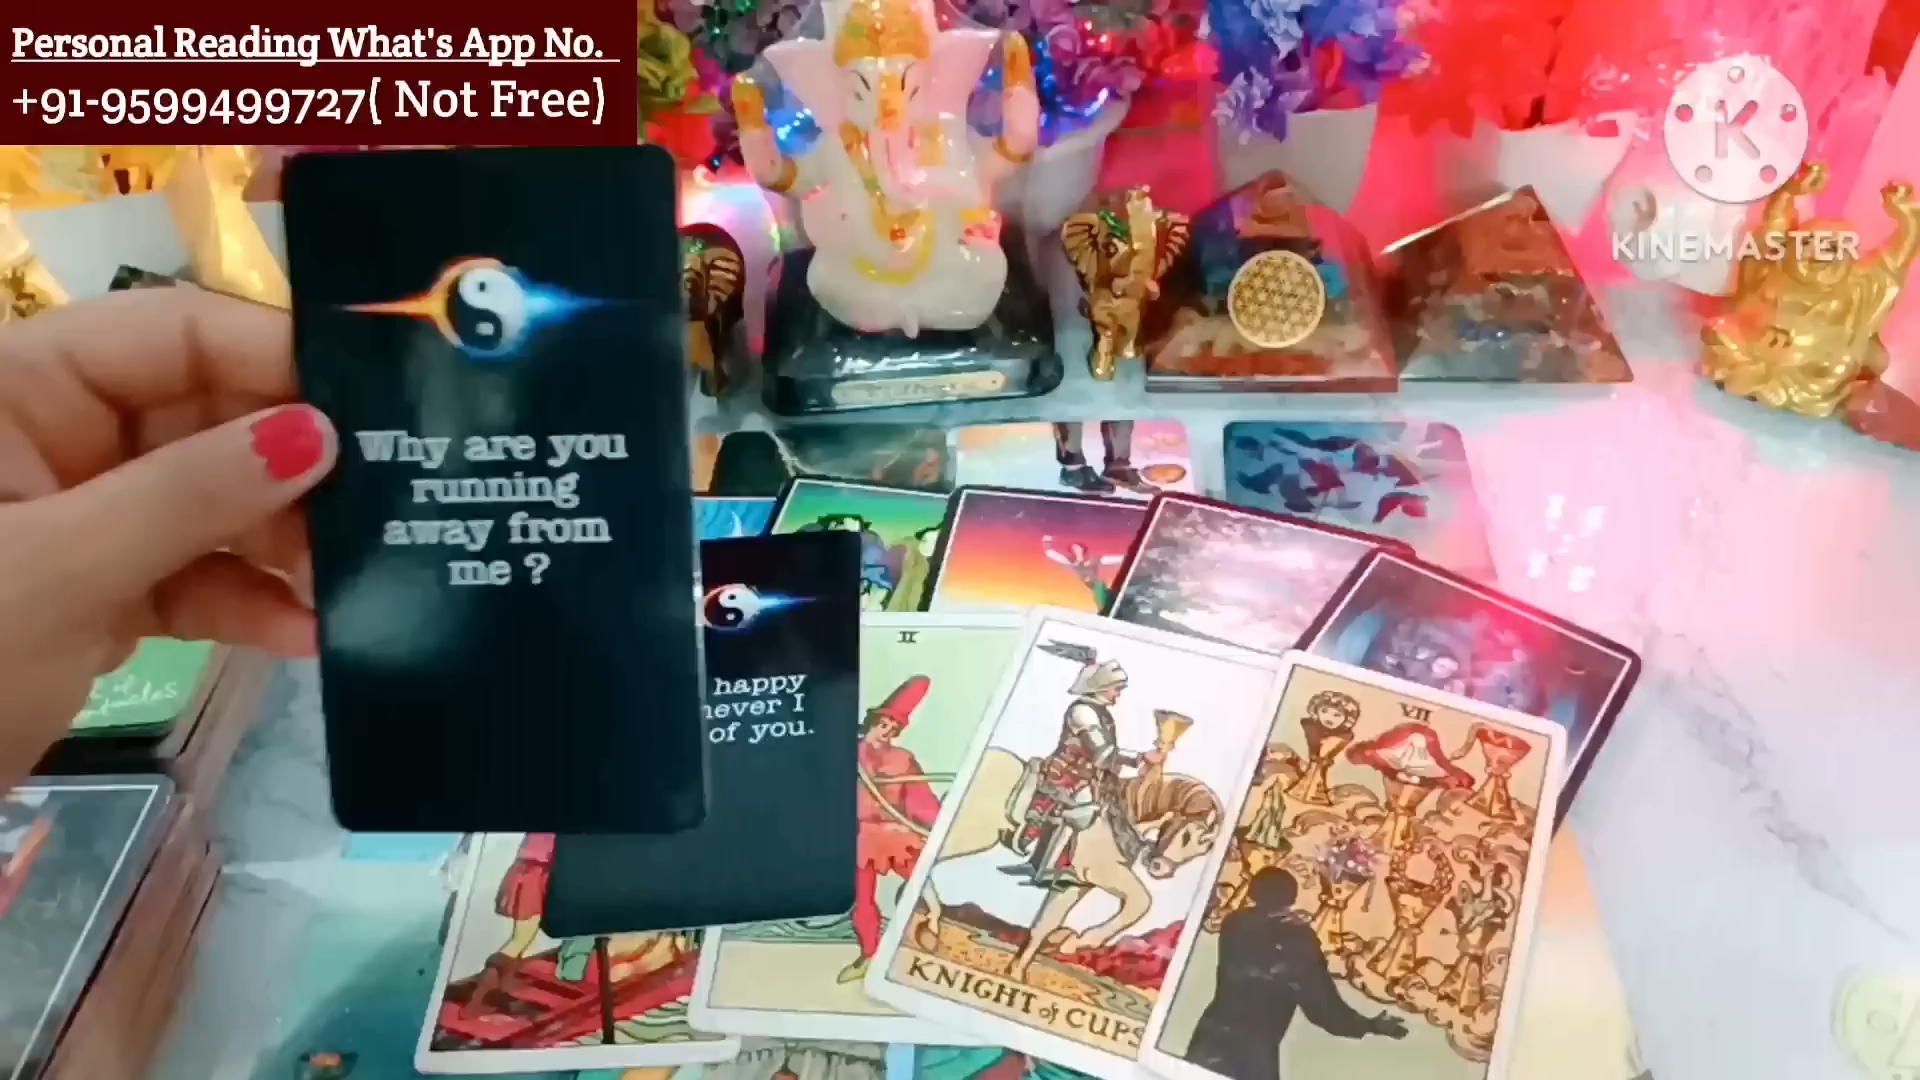 Personal Reading What's App No.
+91-9599499727( Not Free)
K
KINEMASTER
Why are you
running
away from
me ?
happy
never I
of you.
II
VII
KNIGHT of CUPS